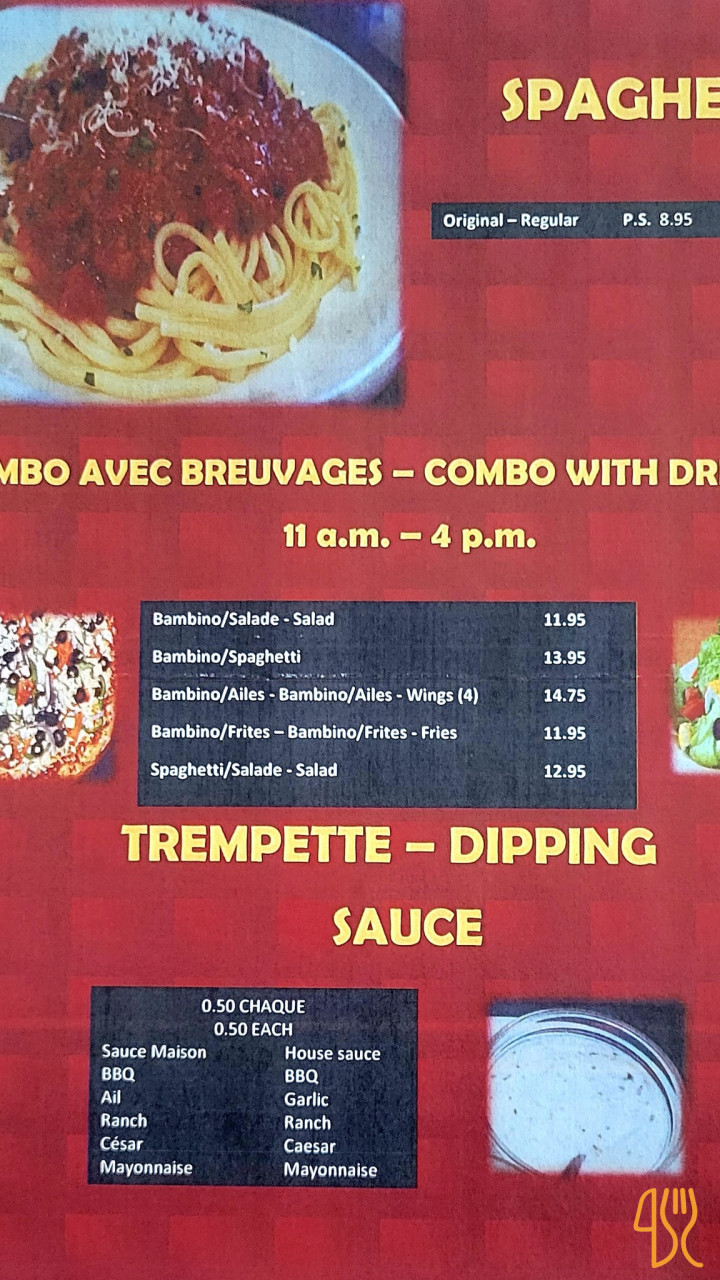 SPAGHE
Original – Regular P.S. 8.95
MBO AVEC BREUVAGES – COMBO WITH DRI
11 a.m. – 4 p.m.
Bambino/Salade - Salad 11.95
Bambino/Spaghetti 13.95
Bambino/Ailes - Bambino/Ailes - Wings (4) 14.75
Bambino/Frites – Bambino/Frites - Fries 11.95
Spaghetti/Salade - Salad 12.95
TREMPETTE – DIPPING
SAUCE
0.50 CHAQUE
0.50 EACH
Sauce Maison House sauce
BBQ BBQ
Ail Garlic
Ranch Ranch
César Caesar
Mayonnaise Mayonnaise